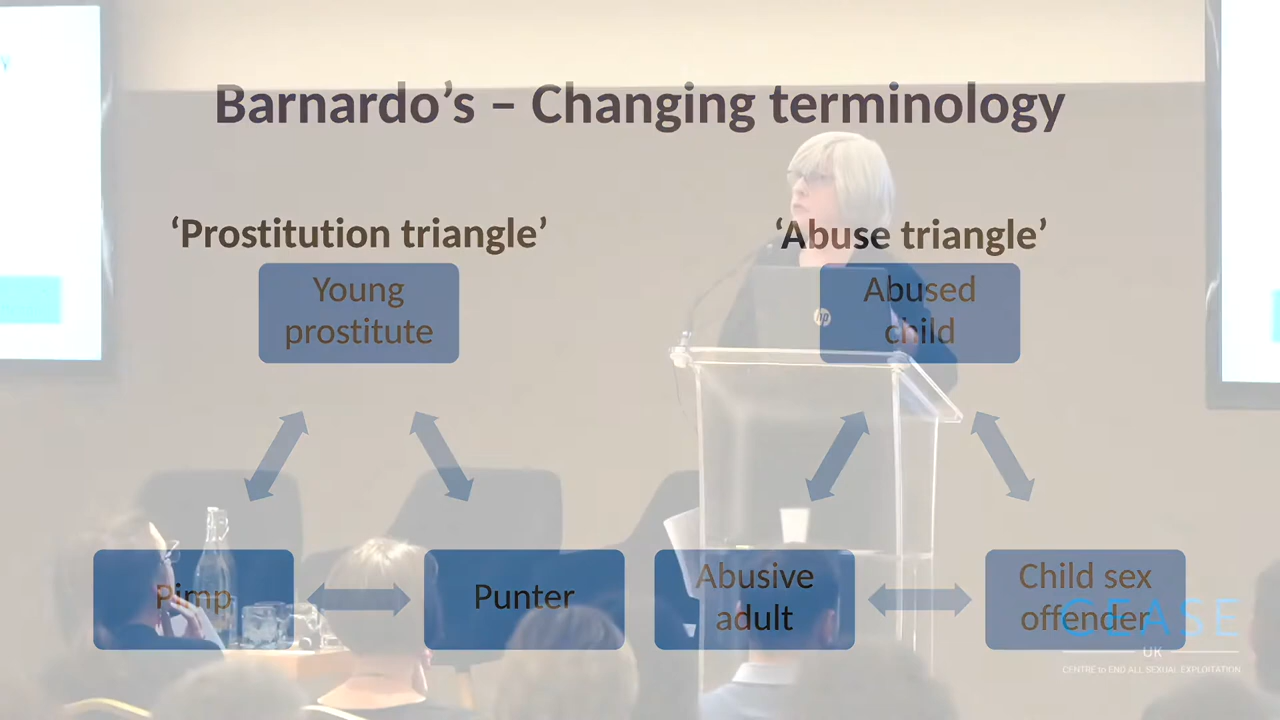 Barnardo’s – Changing terminology
‘Prostitution triangle’
Young
prostitute
Pimp
Punter
‘Abuse triangle’
Abused
child
Abusive
adult
Child sex
offender
hp
CEASE
UK
CENTRE to END ALL SEXUAL EXPLOITATION